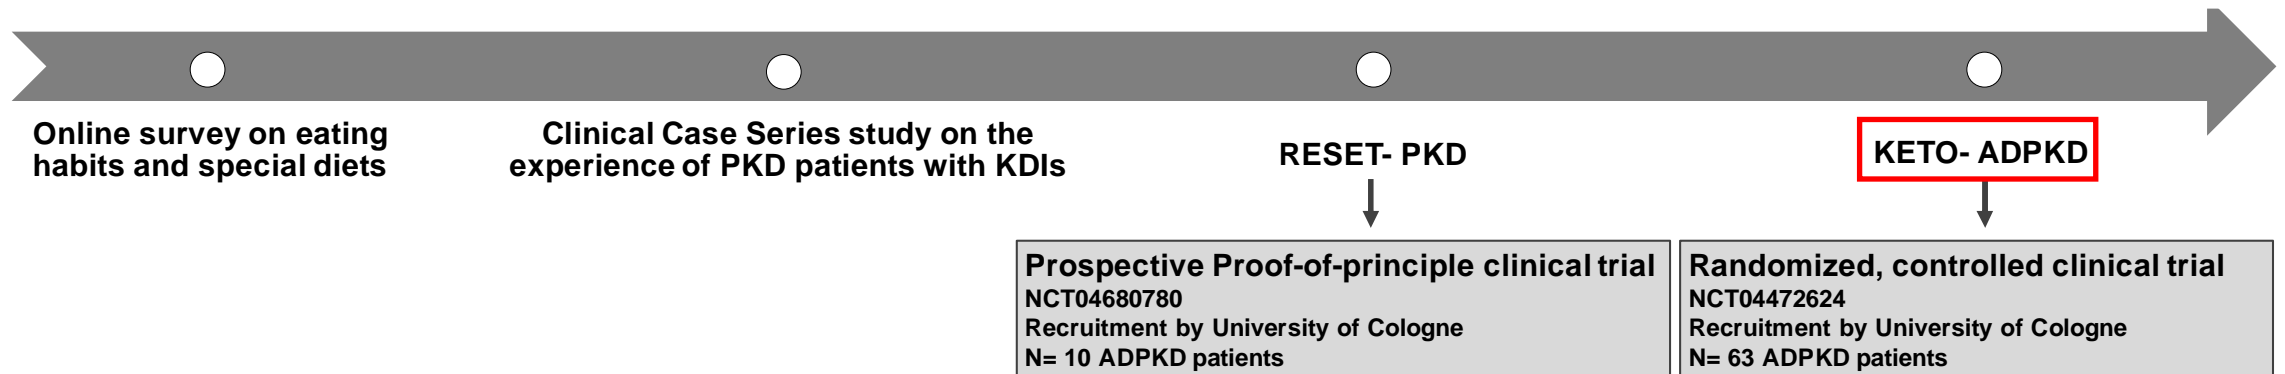 Online survey on eating
habits and special diets
Clinical Case Series study on the
experience of PKD patients with KDIs
RESET- PKD
KETO- ADPKD
Prospective Proof-of-principle clinical trial
NCT04680780
Recruitment by University of Cologne
N= 10 ADPKD patients
Randomized, controlled clinical trial
NCT04472624
Recruitment by University of Cologne
N= 63 ADPKD patients